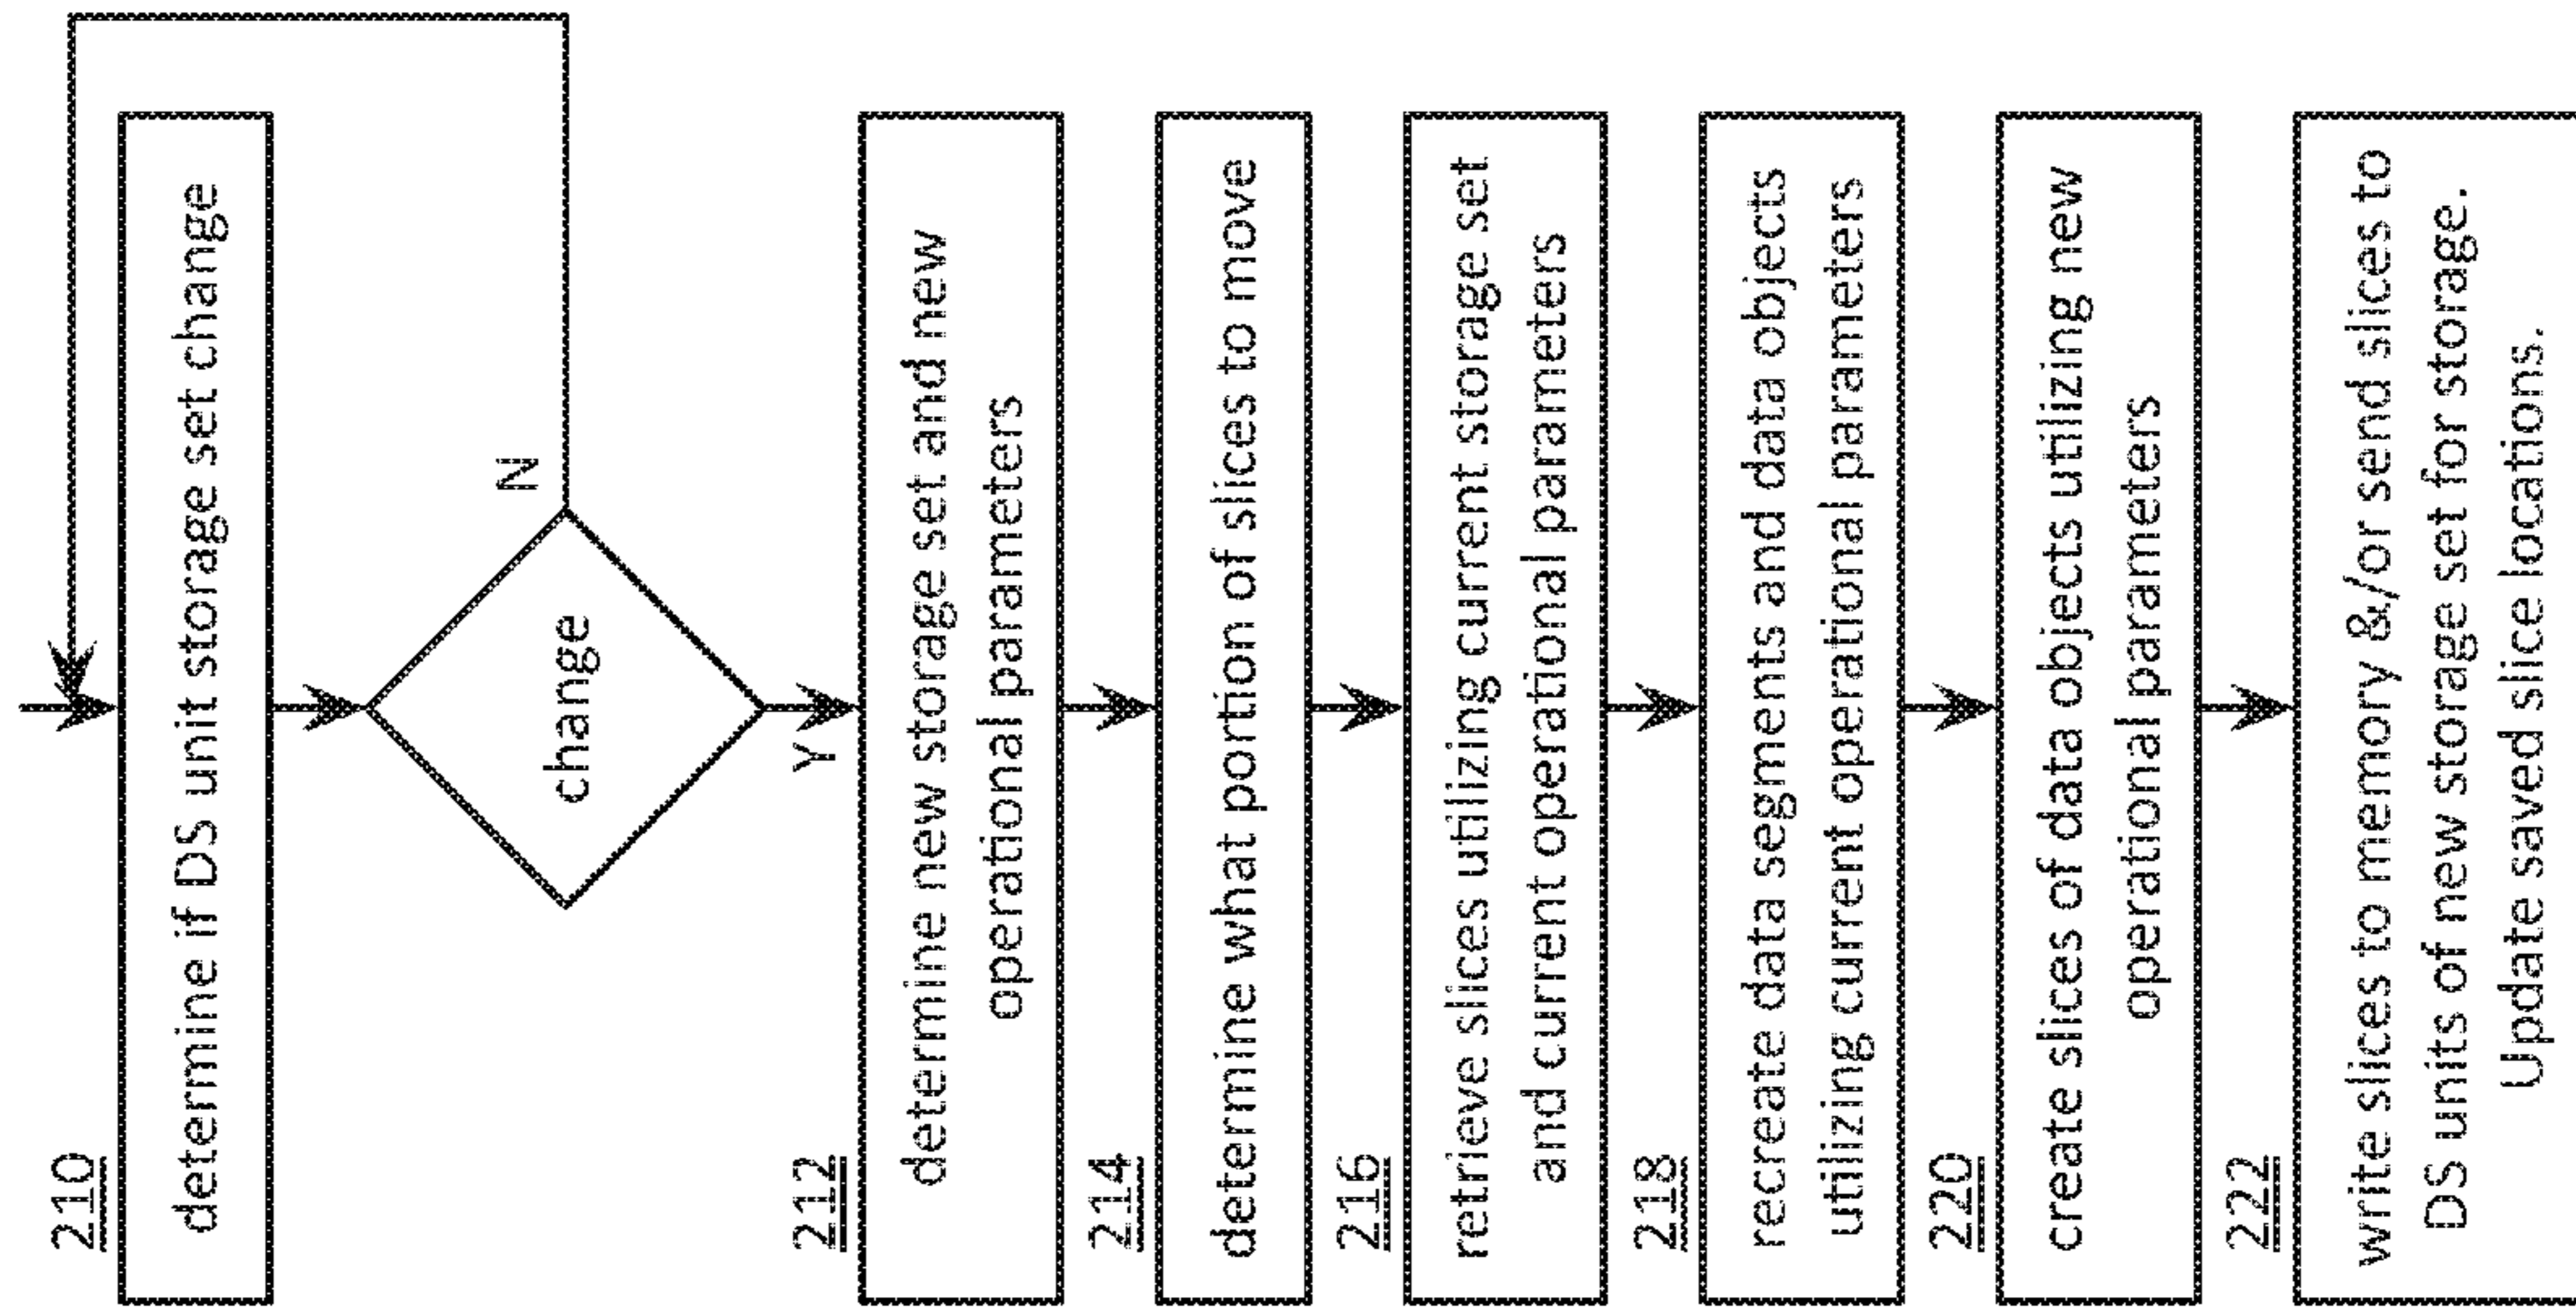 210
determine if DS unit storage set change
change
N
Y
212
determine new storage set and new
operational parameters
214
determine what portion of slices to move
216
retrieve slices utilizing current storage set
and current operational parameters
218
recreate data segments and data objects
utilizing current operational parameters
220
create slices of data objects utilizing new
operational parameters
222
write slices to memory &/or send slices to
DS units of new storage set for storage.
Update saved slice locations.